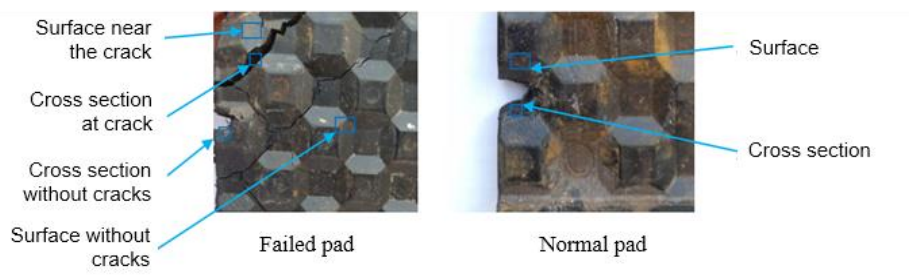 Surface near
the crack
Cross section
at crack
Cross section
without cracks
Surface without
cracks
Failed pad
Surface
Cross section
Normal pad